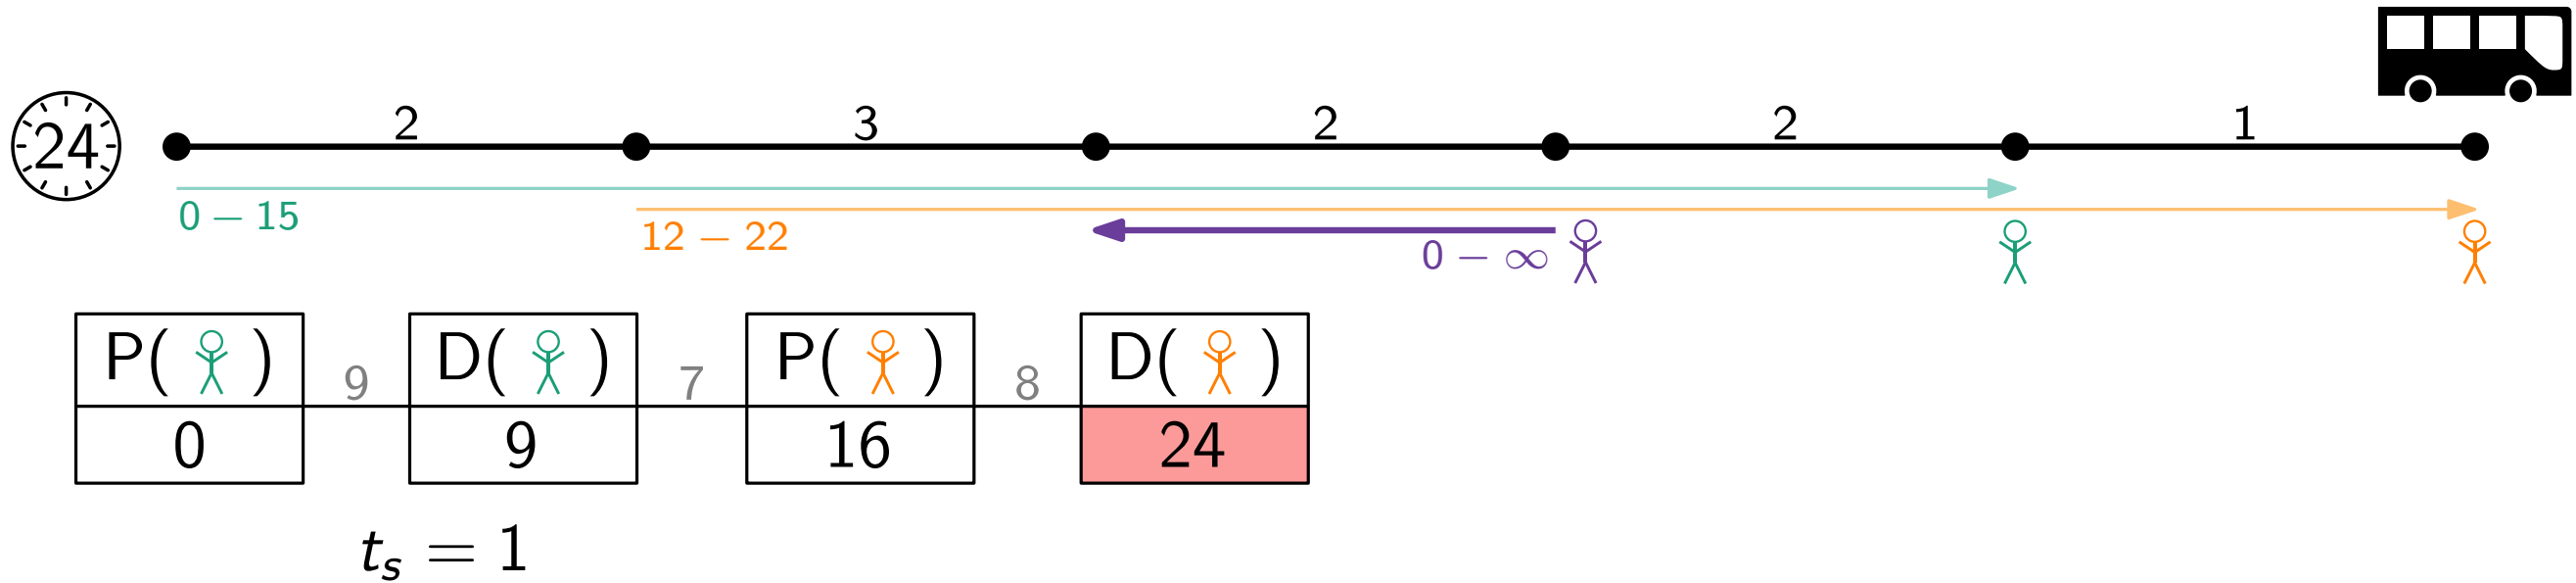 2 3 2 2 1
24
0 – 15
12 – 22
0 – ∞
P( ) 9 D( ) 7 P( ) 8 D( )
0 9 16 24
t_s = 1